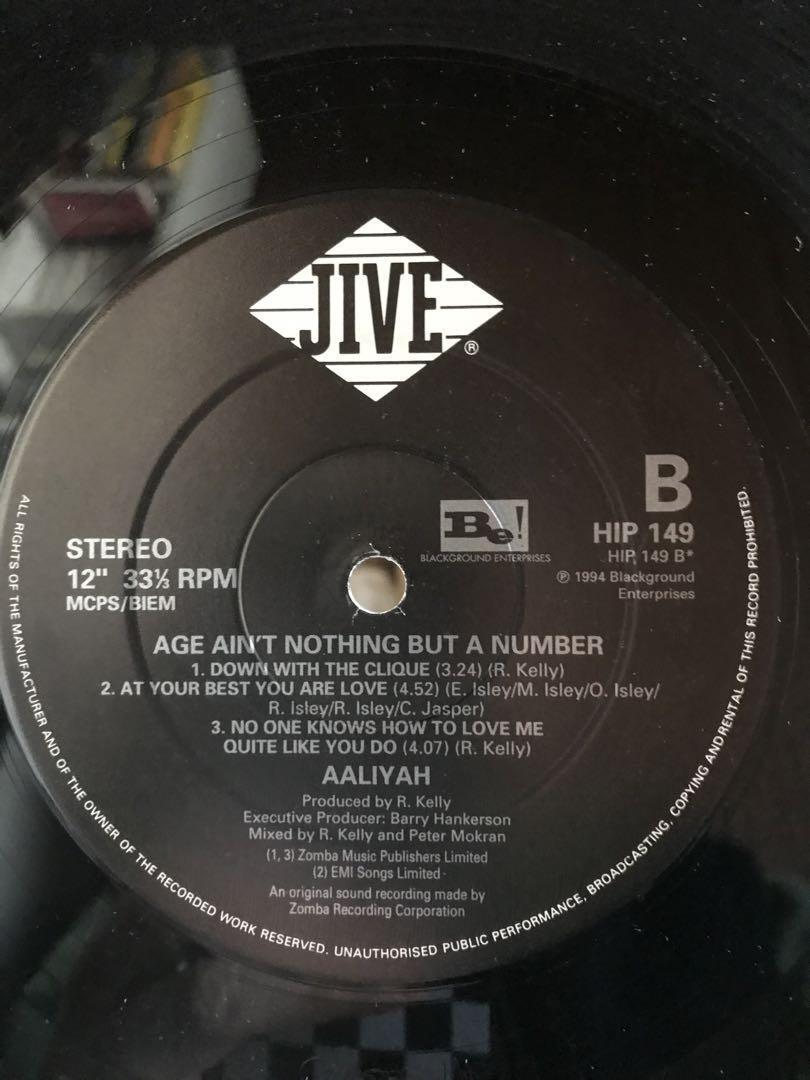 JIVE ®
B
Be!
BLACKGROUND ENTERPRISES
HIP 149
HIP 149 B*
℗ 1994 Blackground
Enterprises
STEREO
12" 33⅓ RPM
MCPS/BIEM
AGE AIN'T NOTHING BUT A NUMBER
1. DOWN WITH THE CLIQUE (3.24) (R. Kelly)
2. AT YOUR BEST YOU ARE LOVE (4.52) (E. Isley/M. Isley/O. Isley/
R. Isley/R. Isley/C. Jasper)
3. NO ONE KNOWS HOW TO LOVE ME
QUITE LIKE YOU DO (4.07) (R. Kelly)
AALIYAH
Produced by R. Kelly
Executive Producer: Barry Hankerson
Mixed by R. Kelly and Peter Mokran
(1, 3) Zomba Music Publishers Limited
(2) EMI Songs Limited
An original sound recording made by
Zomba Recording Corporation
ALL RIGHTS OF THE MANUFACTURER AND OF THE OWNER OF THE RECORDED WORK RESERVED. UNAUTHORISED PUBLIC PERFORMANCE, BROADCASTING, COPYING AND RENTAL OF THIS RECORD PROHIBITED.